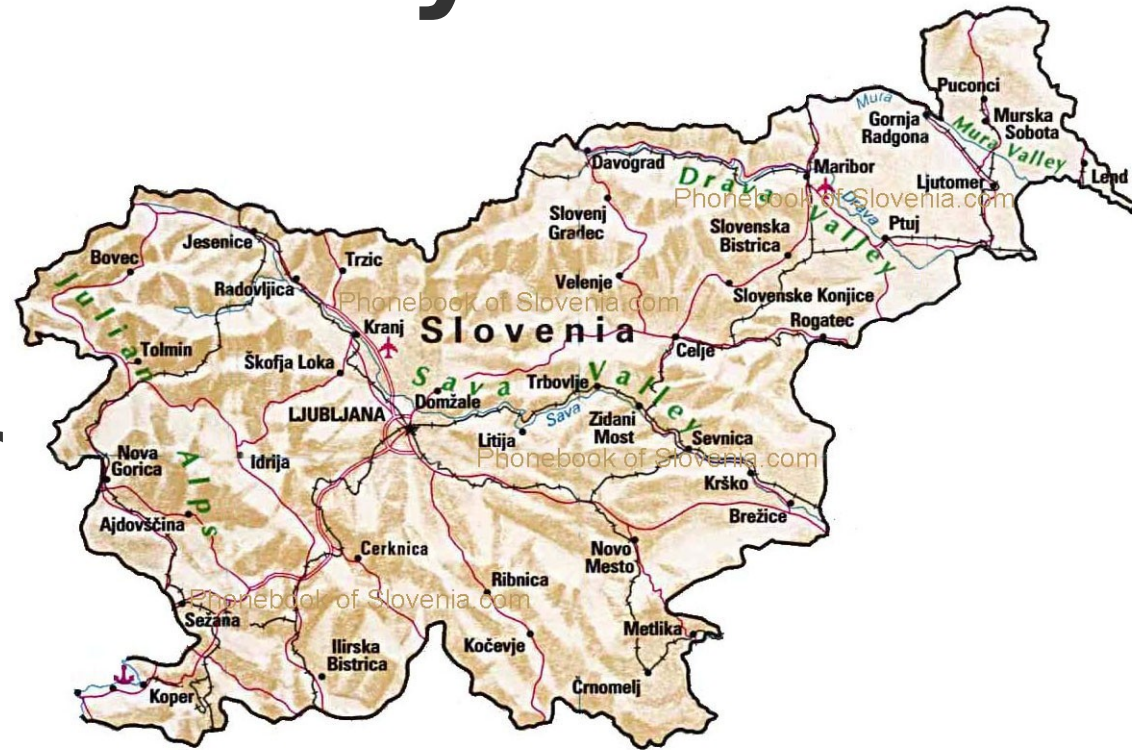 Puconci
Mura
Gornja
Radgona
Murska
Sobota
Mura Valley
Davograd
Maribor
Ljutomer
Lend
Drava Valley
Phonebook of Slovenia.com
Drava
Slovenj
Gradec
Slovenska
Bistrica
Ptuj
Jesenice
Bovec
Trzic
Radovljica
Velenje
Slovenske Konjice
Phonebook of Slovenia.com
Julian
Kranj
Slovenia
Rogatec
Tolmin
Škofja Loka
Celje
Sava Valley
Trbovlje
Domžale
LJUBLJANA
Sava
Zidani
Most
Litija
Sevnica
Nova
Gorica
Alps
Idrija
Phonebook of Slovenia.com
Krško
Ajdovščina
Brežice
Cerknica
Novo
Mesto
Ribnica
Phonebook of Slovenia.com
Sežana
Metlika
Ilirska
Bistrica
Kočevje
Koper
Črnomelj